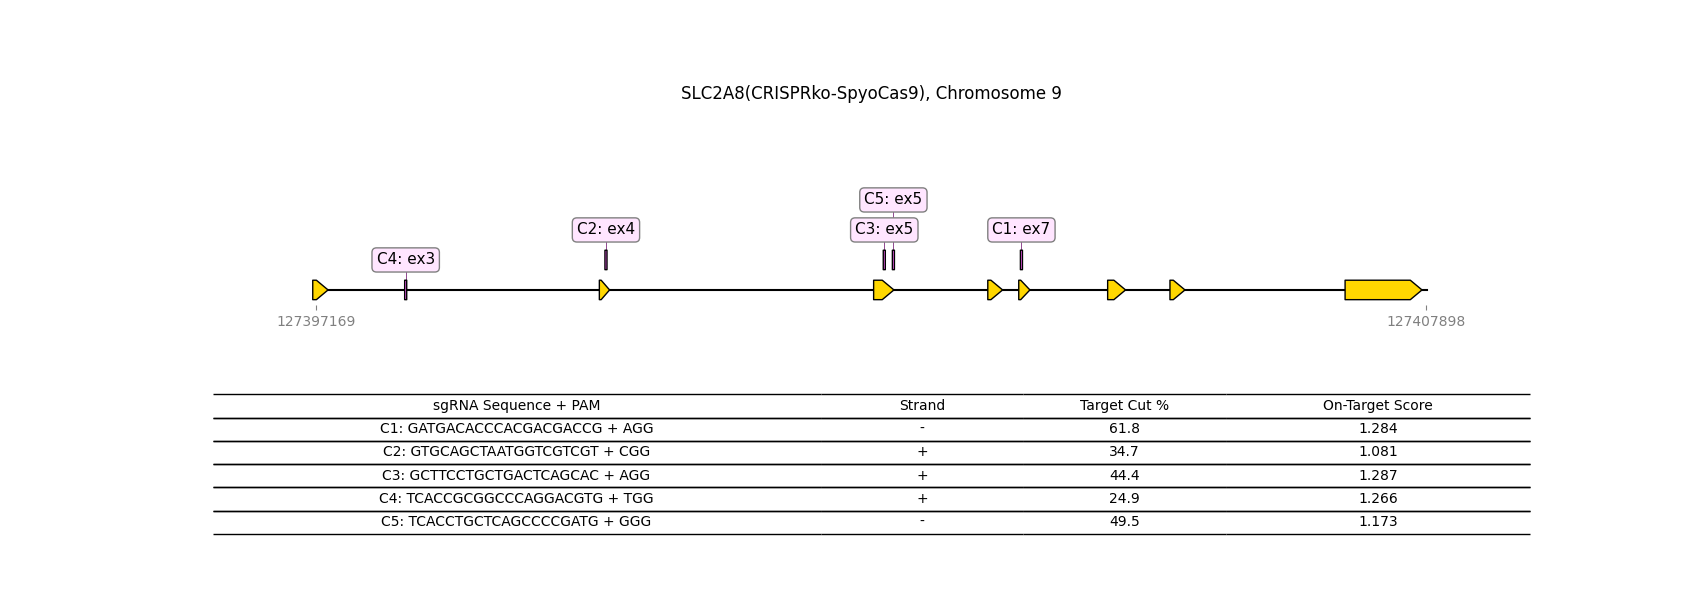 SLC2A8(CRISPRko-SpyoCas9), Chromosome 9
C5: ex5
C2: ex4
C3: ex5
C1: ex7
C4: ex3
127397169
127407898
sgRNA Sequence + PAM Strand Target Cut % On-Target Score
C1: GATGACACCCACGACGACCG + AGG - 61.8 1.284
C2: GTGCAGCTAATGGTCGTCGT + CGG + 34.7 1.081
C3: GCTTCCTGCTGACTCAGCAC + AGG + 44.4 1.287
C4: TCACCGCGGCCCAGGACGTG + TGG + 24.9 1.266
C5: TCACCTGCTCAGCCCCGATG + GGG - 49.5 1.173